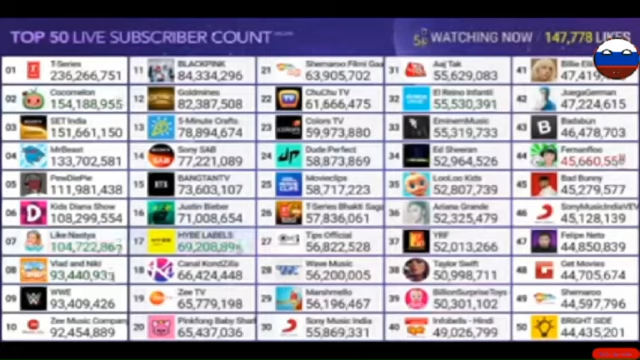 TOP 50 LIVE SUBSCRIBER COUNT
WATCHING NOW / 147,778 LIKES
01 T-Series
236,266,751
02 Cocomelon
154,188,955
03 SET India
151,661,150
04 MrBeast
133,702,581
05 PewDiePie
111,981,438
06 Kids Diana Show
108,299,554
07 Like Nastya
104,722,867
08 Vlad and Niki
93,440,93
09 WWE
93,409,426
10 Zee Music Company
92,454,889
11 BLACKPINK
84,334,296
12 Goldmines
82,387,508
13 5-Minute Crafts
78,894,674
14 Sony SAB
77,221,089
15 BANGTANTV
73,603,107
16 Justin Bieber
71,008,654
17 HYBE LABELS
69,208,89
18 Canal KondZilla
66,424,448
19 Zee TV
65,779,198
20 Pinkfong Baby Shark
65,437,036
21 Shemaroo Filmi Gaa
63,905,702
22 ChuChu TV
61,666,475
23 Colors TV
59,973,880
24 Dude Perfect
58,873,869
25 Movieclips
58,717,223
26 T-Series Bhakti Saga
57,836,061
27 Tips Official
56,822,528
28 Wave Music
56,200,005
29 Marshmello
56,196,467
30 Sony Music India
55,869,331
31 Aaj Tak
55,629,083
32 El Reino Infantil
55,530,391
33 EminemMusic
55,319,733
34 Ed Sheeran
52,964,526
35 LooLoo Kids
52,807,739
36 Ariana Grande
52,325,479
37 YRF
52,013,266
38 Taylor Swift
50,998,711
39 BillionSurpriseToys
50,301,102
40 Infobells - Hindi
49,026,799
41 Billie Eili
47,419,
42 JuegaGerman
47,224,615
43 Badabun
46,478,703
44 Fernanfloo
45,660,55
45 Bad Bunny
45,279,577
46 SonyMusicIndiaVEV
45,128,139
47 Felipe Neto
44,850,839
48 Get Movies
44,705,674
49 Shemaroo
44,597,796
50 BRIGHT SIDE
44,435,201